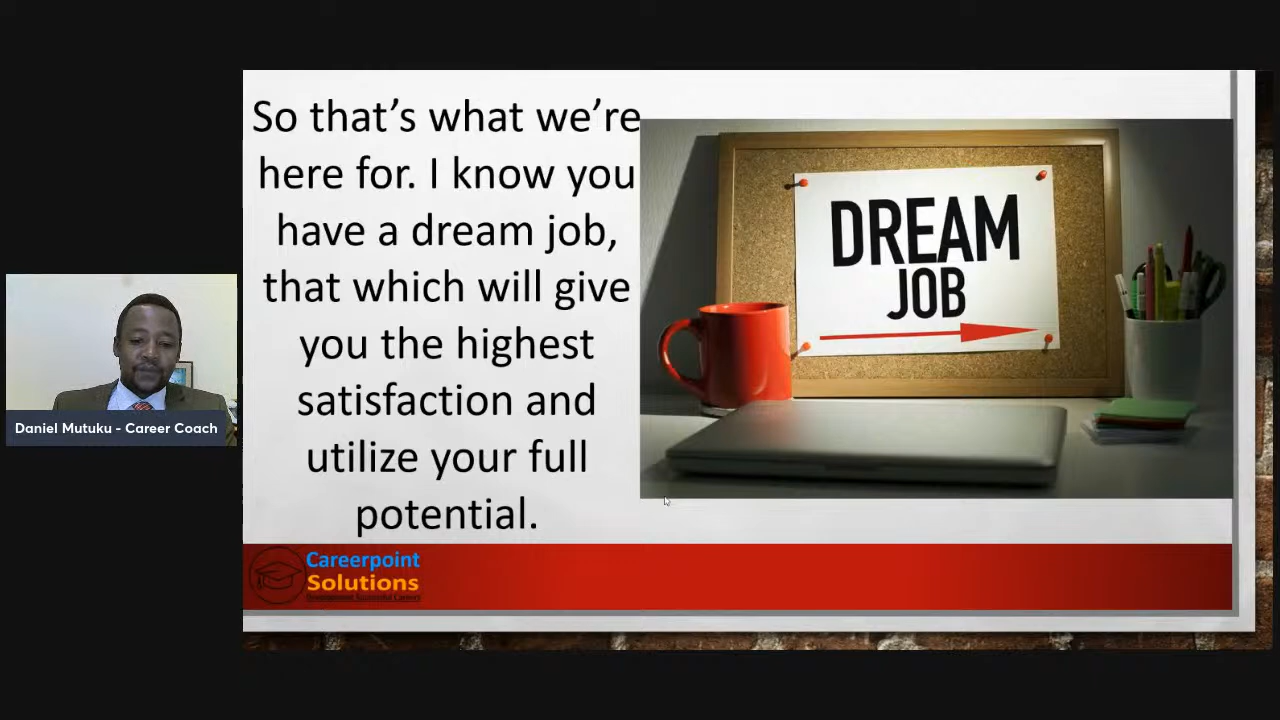 So that's what we're
here for. I know you
have a dream job,
that which will give
you the highest
satisfaction and
utilize your full
potential.
DREAM
JOB
Daniel Mutuku - Career Coach
Careerpoint
Solutions